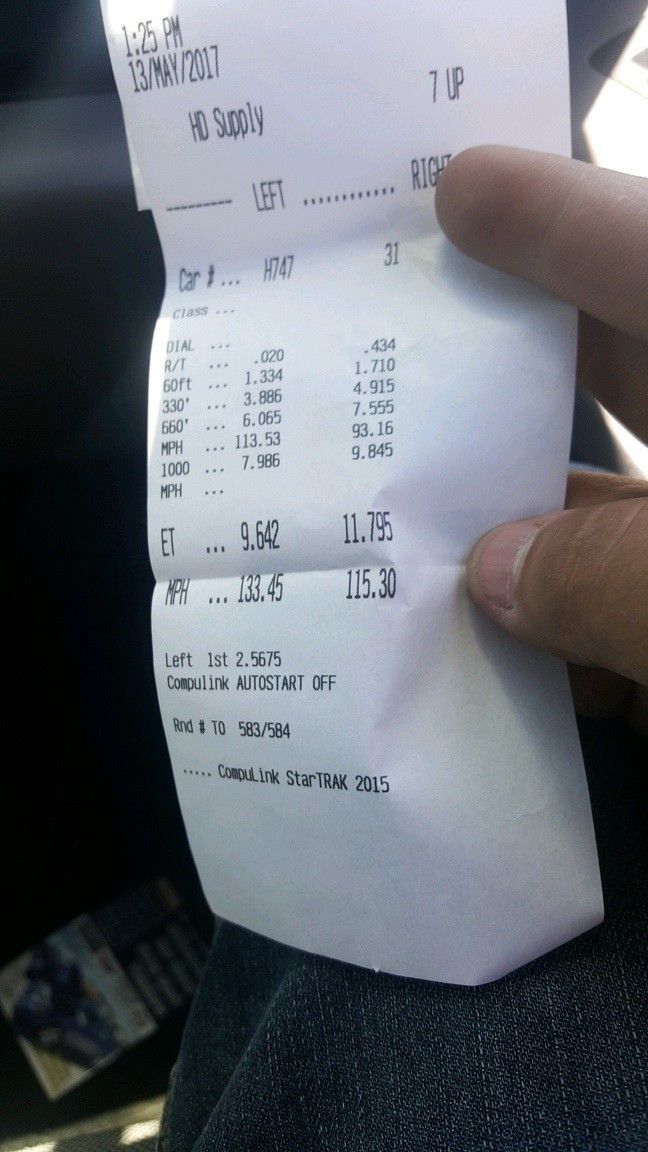 1:25 PM
13/MAY/2017
7 UP
HD Supply
--------- LEFT ............ RIGH
Car # ... H747 31
Class ...
DIAL ...
R/T ... .020 .434
60ft ... 1.334 1.710
330' ... 3.886 4.915
660' ... 6.065 7.555
MPH ... 113.53 93.16
1000 ... 7.986 9.845
MPH ...
ET ... 9.642 11.795
MPH ... 133.45 115.30
Left 1st 2.5675
Compulink AUTOSTART OFF
Rnd # TO 583/584
..... CompuLink StarTRAK 2015